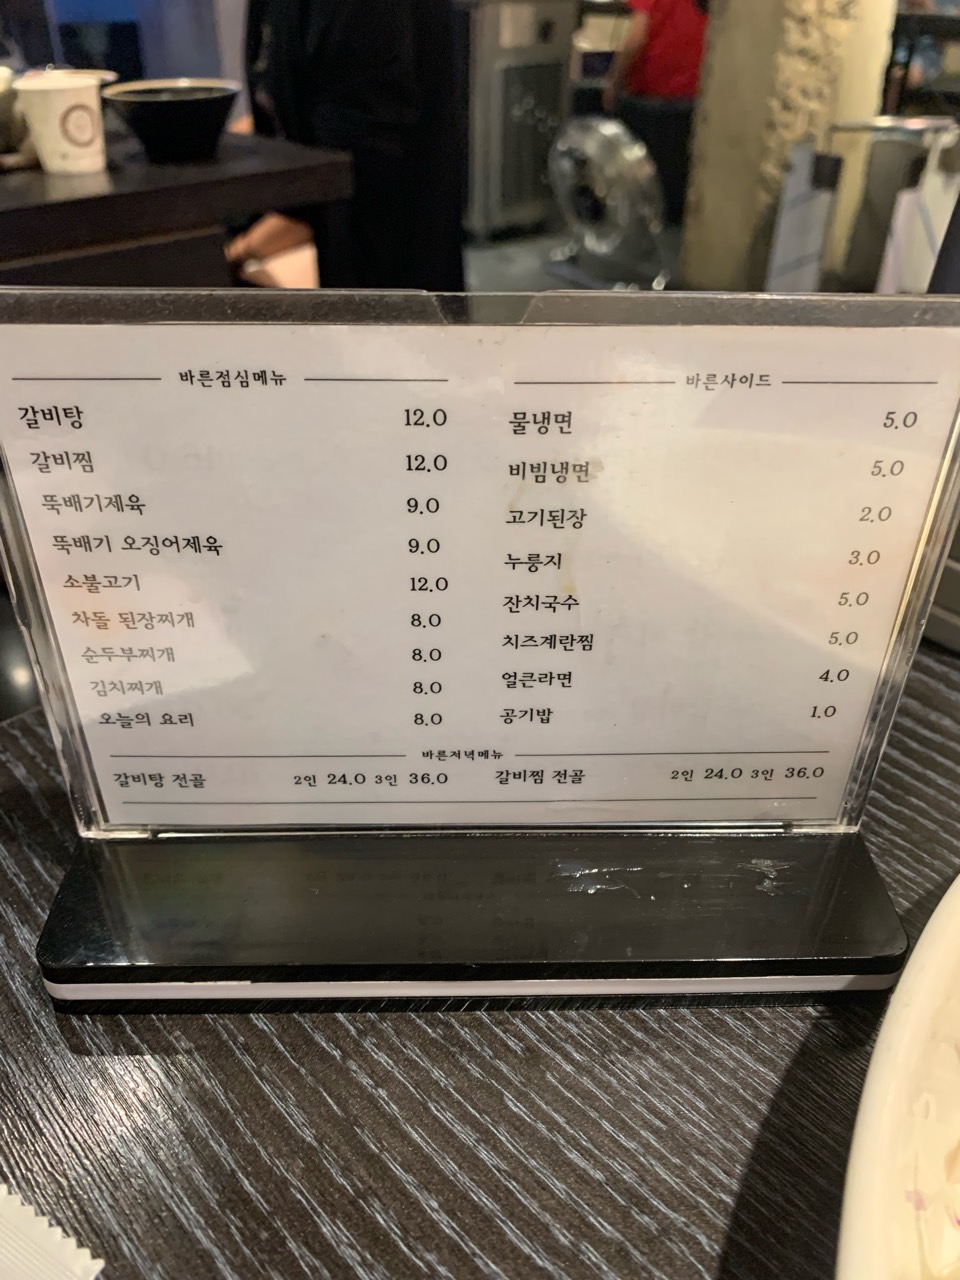 바른점심메뉴
갈비탕 12.0
갈비찜 12.0
뚝배기제육 9.0
뚝배기 오징어제육 9.0
소불고기 12.0
차돌 된장찌개 8.0
순두부찌개 8.0
김치찌개 8.0
오늘의 요리 8.0
바른사이드
물냉면 5.0
비빔냉면 5.0
고기된장 2.0
누룽지 3.0
잔치국수 5.0
치즈계란찜 5.0
얼큰라면 4.0
공기밥 1.0
바른저녁메뉴
갈비탕 전골 2인 24.0 3인 36.0
갈비찜 전골 2인 24.0 3인 36.0